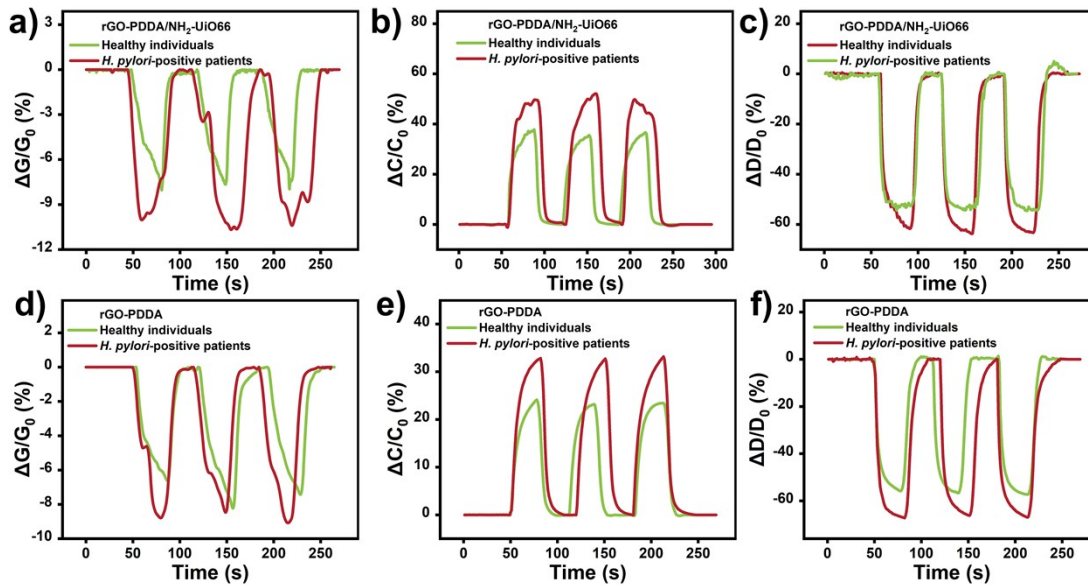 a)
rGO-PDDA/NH₂-UiO66
Healthy individuals
H. pylori-positive patients
ΔG/G₀ (%)
3
0
-3
-6
-9
-12
0 50 100 150 200 250
Time (s)
b)
rGO-PDDA/NH₂-UiO66
Healthy individuals
H. pylori-positive patients
ΔC/C₀ (%)
80
60
40
20
0
0 50 100 150 200 250 300
Time (s)
c)
rGO-PDDA/NH₂-UiO66
Healthy individuals
H. pylori-positive patients
ΔD/D₀ (%)
20
0
-20
-40
-60
0 50 100 150 200 250
Time (s)
d)
rGO-PDDA
Healthy individuals
H. pylori-positive patients
ΔG/G₀ (%)
2
0
-2
-4
-6
-8
-10
0 50 100 150 200 250
Time (s)
e)
rGO-PDDA
Healthy individuals
H. pylori-positive patients
ΔC/C₀ (%)
40
30
20
10
0
0 50 100 150 200 250
Time (s)
f)
rGO-PDDA
Healthy individuals
H. pylori-positive patients
ΔD/D₀ (%)
20
0
-20
-40
-60
0 50 100 150 200 250
Time (s)